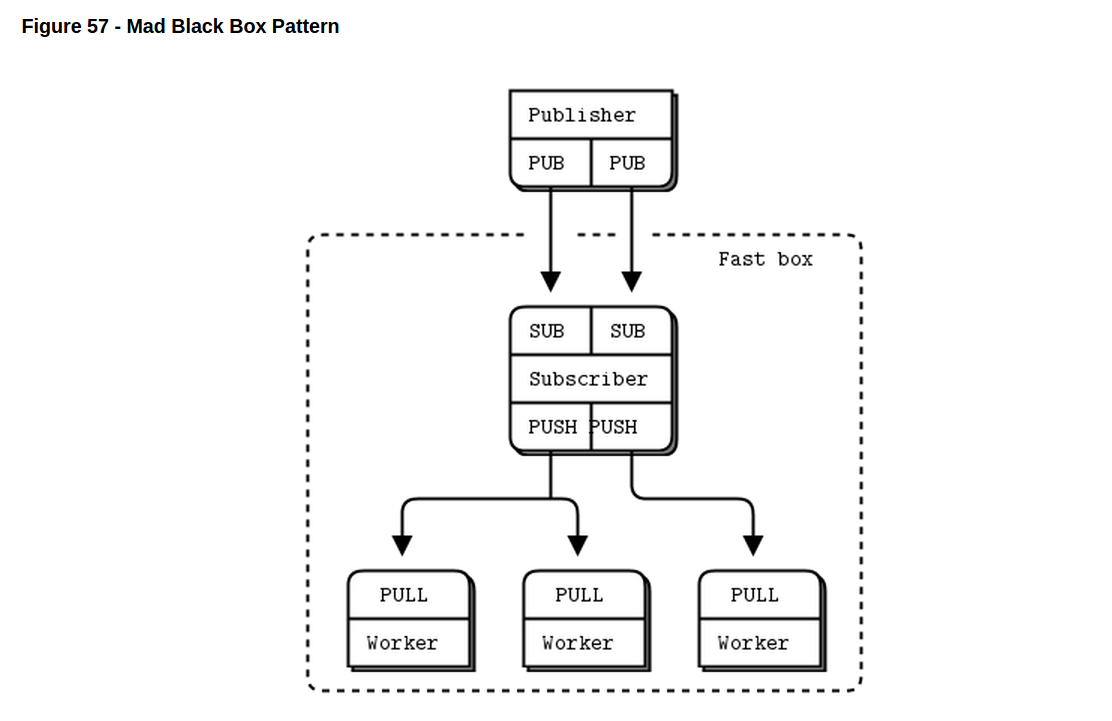 Figure 57 - Mad Black Box Pattern
Publisher
PUB PUB
Fast box
SUB SUB
Subscriber
PUSH PUSH
PULL PULL PULL
Worker Worker Worker